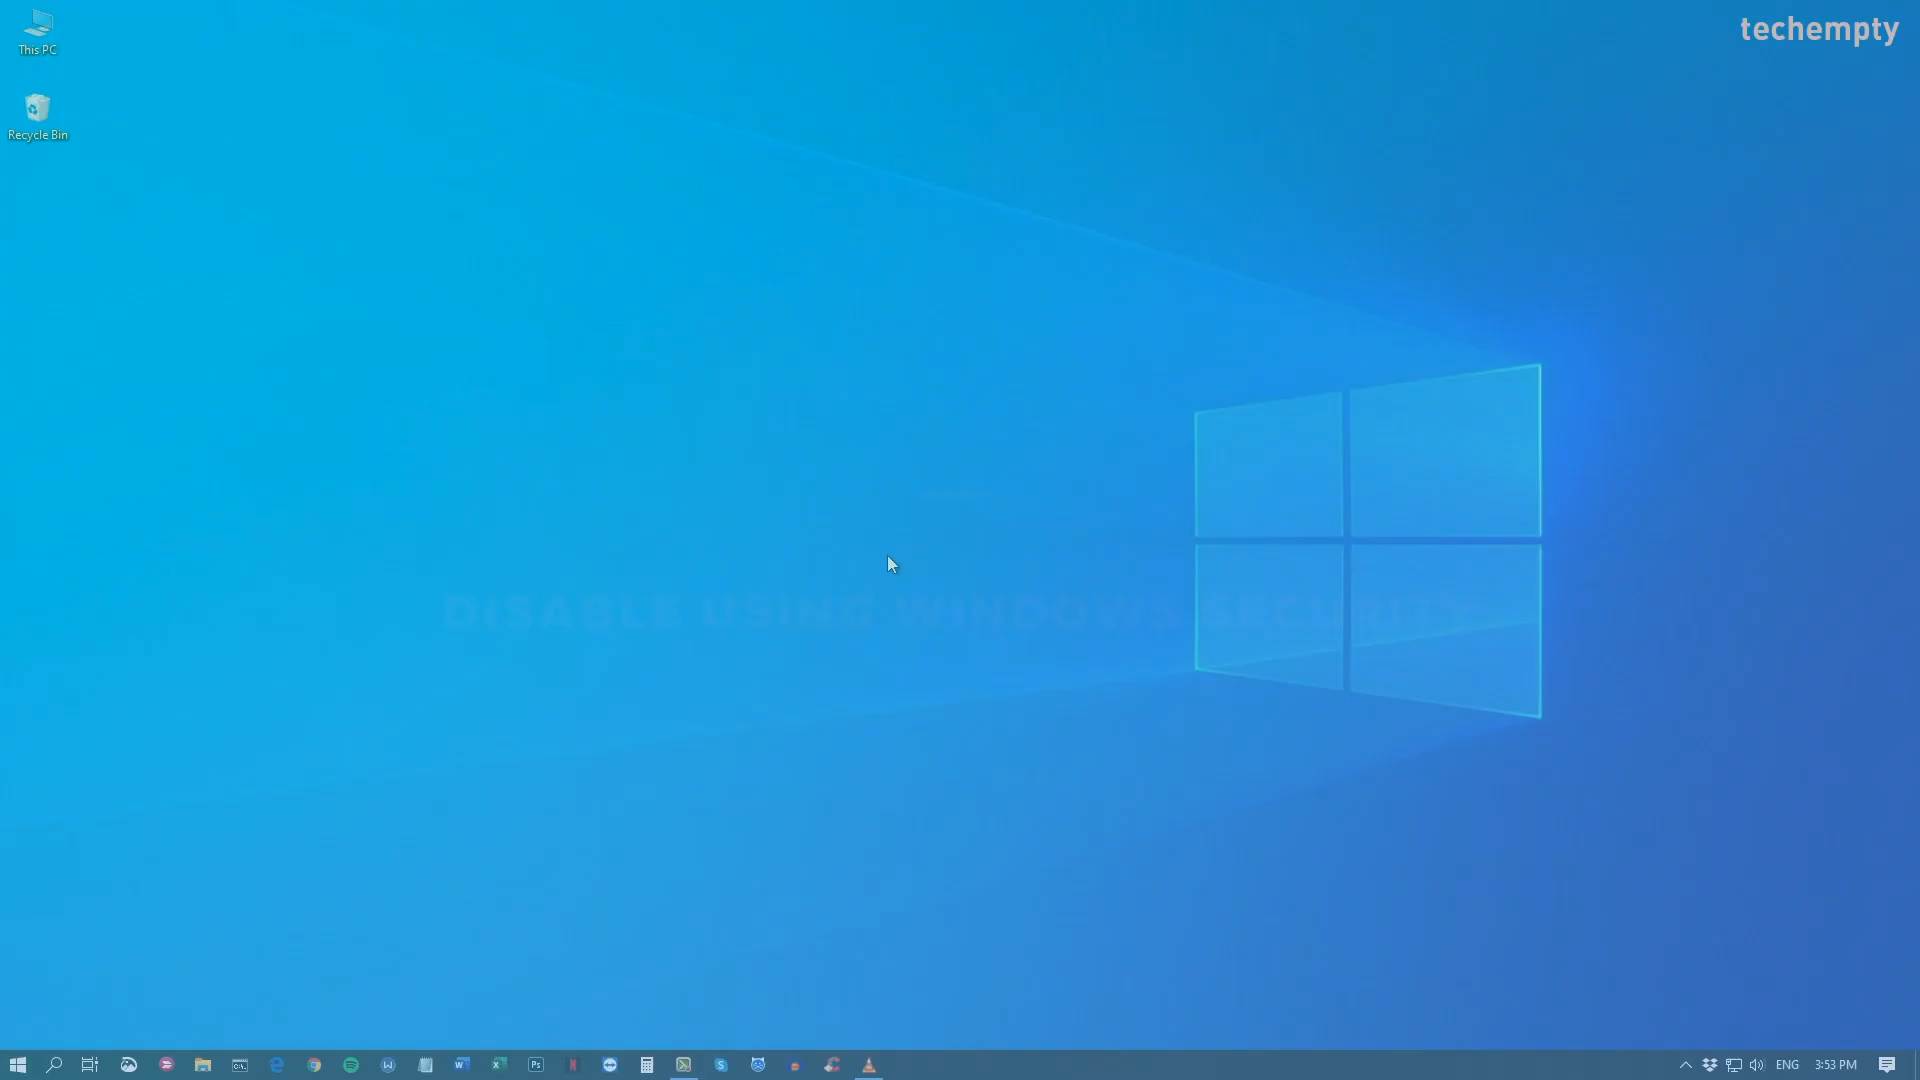 This PC
techempty
Recycle Bin
DISABLE USING WINDOWS SECURITY
ENG
3:53 PM